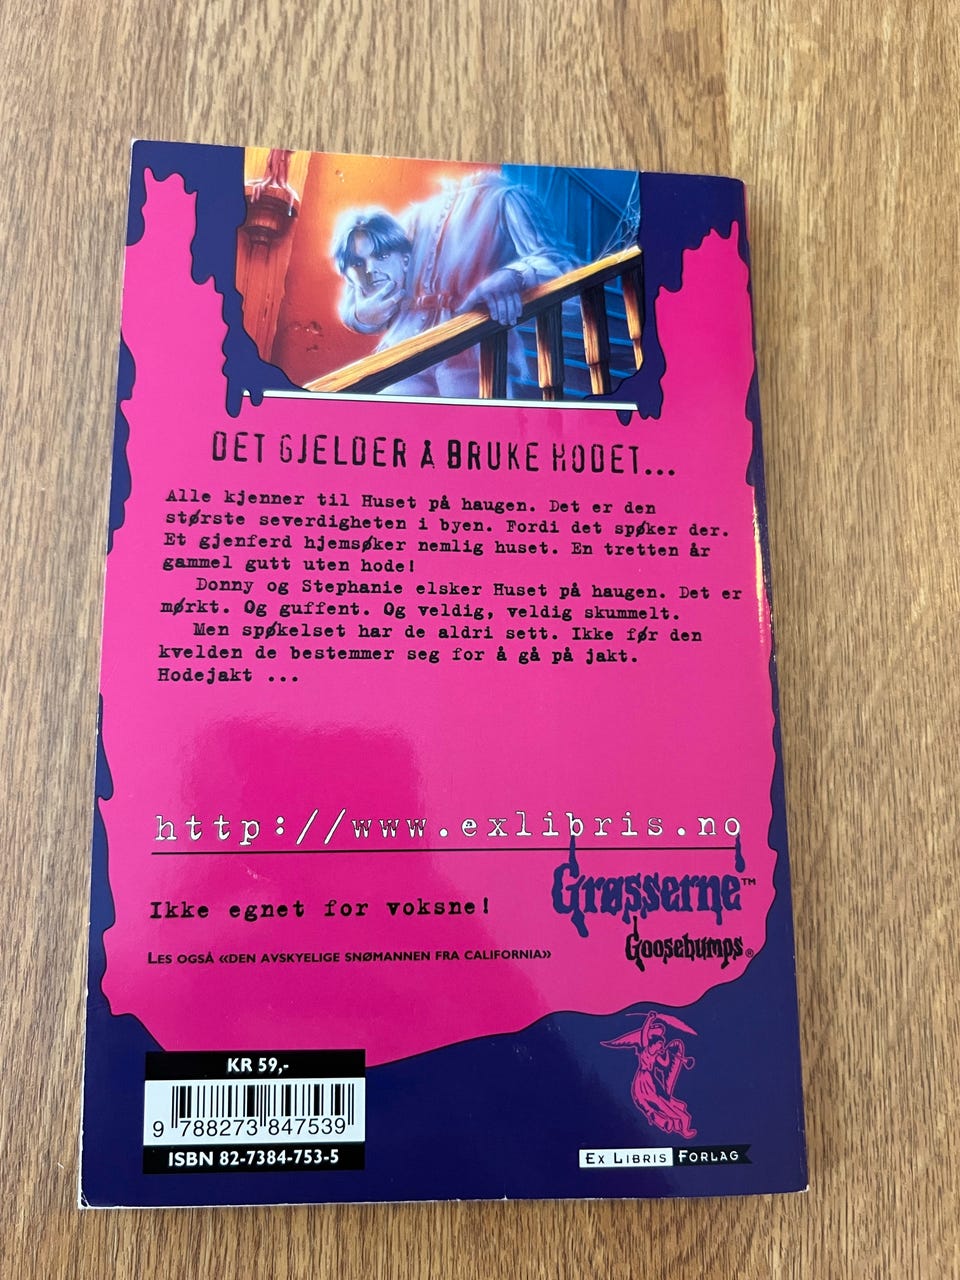 DET GJELDER Å BRUKE HODET...
Alle kjenner til Huset på haugen. Det er den
største severdigheten i byen. Fordi det spøker der.
Et gjenferd hjemsøker nemlig huset. En tretten år
gammel gutt uten hode!
Donny og Stephanie elsker Huset på haugen. Det er
mørkt. Og guffent. Og veldig, veldig skummelt.
Men spøkelset har de aldri sett. Ikke før den
kvelden de bestemmer seg for å gå på jakt.
Hodejakt ...
http://www.exlibris.no
Grøsserne™
Ikke egnet for voksne!
Goosebumps®
LES OGSÅ «DEN AVSKYELIGE SNØMANNEN FRA CALIFORNIA»
KR 59,-
9 788273 847539
ISBN 82-7384-753-5
EX LIBRIS FORLAG